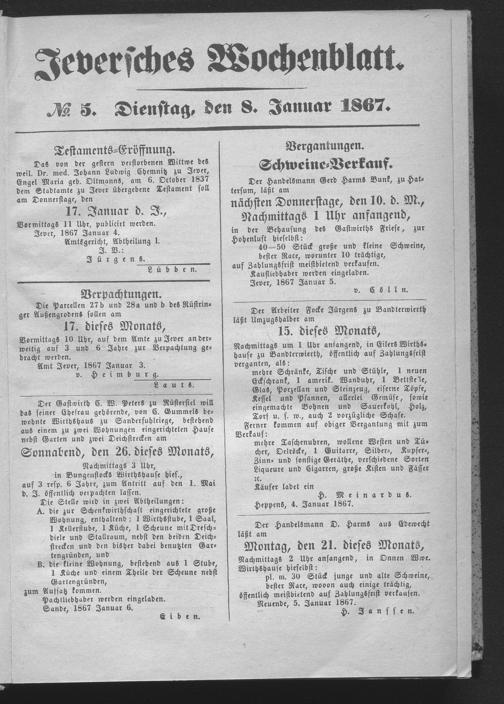 Jeversches Wochenblatt.
№ 5. Dienstag, den 8. Januar 1867.
Testaments-Eröffnung.
Das von der gestern verstorbenen Wittwe des
weil. Dr. med. Johann Ludwig Chemnitz zu Jever,
Engel Maria geb. Oltmanns, am 6. October 1837
dem Stadtamte zu Jever übergebene Testament soll
am Donnerstage, den
17. Januar d. J.,
Vormittags 11 Uhr, publicirt werden.
Jever, 1867 Januar 4.
Amtsgericht, Abtheilung I.
J. V.:
Jürgens.
Lübben.
Verpachtungen.
Die Parcellen 27b und 28a und b des Rüstrin-
ger Außengrodens sollen am
17. dieses Monats,
Vormittags 10 Uhr, auf dem Amte zu Jever ander-
weitig auf 3 und 6 Jahre zur Verpachtung ge-
bracht werden.
Amt Jever, 1867 Januar 3.
v. Heimburg.
Lauts.
Der Gastwirth G. W. Peters zu Rüstersiel will
das seiner Ehefrau gehörende, von C. Gummels be-
wohnte Wirthshaus zu Sandersuhlriege, bestehend
aus einem zu zwei Wohnungen eingerichteten Hause
nebst Garten und zwei Deichstrecken am
Sonnabend, den 26. dieses Monats,
Nachmittags 3 Uhr,
in Bungenstocks Wirthshause hies.,
auf 3 resp. 6 Jahre, zum Antritt auf den 1. Mai
d. J. öffentlich verpachten lassen.
Die Stelle wird in zwei Abtheilungen:
A. die zur Schenkwirthschaft eingerichtete große
Wohnung, enthaltend: 1 Wirthsstube, 1 Saal,
1 Kellerstube, 1 Küche, 1 Scheune mit Dresch-
diele und Stallraum, nebst den beiden Deich-
strecken und den bisher dabei benutzten Gar-
tengründen, und
B. die kleine Wohnung, bestehend aus 1 Stube,
1 Küche und einem Theile der Scheune nebst
Gartengründen,
zum Aufsatz kommen.
Pachtliebhaber werden eingeladen.
Sande, 1867 Januar 6.
Eiben.
Vergantungen.
Schweine-Verkauf.
Der Handelsmann Gerd Harms Bunk, zu Hat-
tersum, läßt am
nächsten Donnerstage, den 10. d. M.,
Nachmittags 1 Uhr anfangend,
in der Behausung des Gastwirths Friese, zur
Hohenluft hieselbst:
40—50 Stück große und kleine Schweine,
bester Race, worunter 10 trächtige,
auf Zahlungsfrist meistbietend verkaufen.
Kaufliebhaber werden eingeladen.
Jever, 1867 Januar 5.
v. Cölln.
Der Arbeiter Focke Jürgens zu Banderwierth
läßt Umzugshalber am
15. dieses Monats,
Nachmittags um 1 Uhr anfangend, in Eilers Wirths-
hause zu Banderwierth, öffentlich auf Zahlungsfrist
verganten, als:
mehre Schränke, Tische und Stühle, 1 neuen
Eckschrank, 1 amerik. Wanduhr, 1 Bettst'e,
Glas, Porzellan und Steinzeug, eiserne Töpfe,
Kessel und Pfannen, allerlei Gemüse, sowie
eingemachte Bohnen und Sauerkohl, Holz,
Torf u. s. w., auch 2 vorzügliche Schafe.
Ferner kommen auf obiger Vergantung mit zum
Verkauf:
mehre Taschenuhren, wollene Westen und Tü-
cher, Oelröcke, 1 Guitarre, Silber-, Kupfer-,
Zinn- und sonstige Geräthe, verschiedene Sorten
Liqueure und Cigarren, große Kisten und Fässer
ec.
Käufer ladet ein
H. Meinardus.
Heppens, 4. Januar 1867.
Der Handelsmann D. Harms aus Edewecht
läßt am
Montag, den 21. dieses Monats,
Nachmittags 2 Uhr anfangend, in Onnen Wwe.
Wirthshause hieselbst:
pl. m. 30 Stück junge und alte Schweine,
bester Race, wovon auch einige trächtig,
öffentlich meistbietend auf Zahlungsfrist verkaufen.
Neuende, 5. Januar 1867.
H. Janssen.